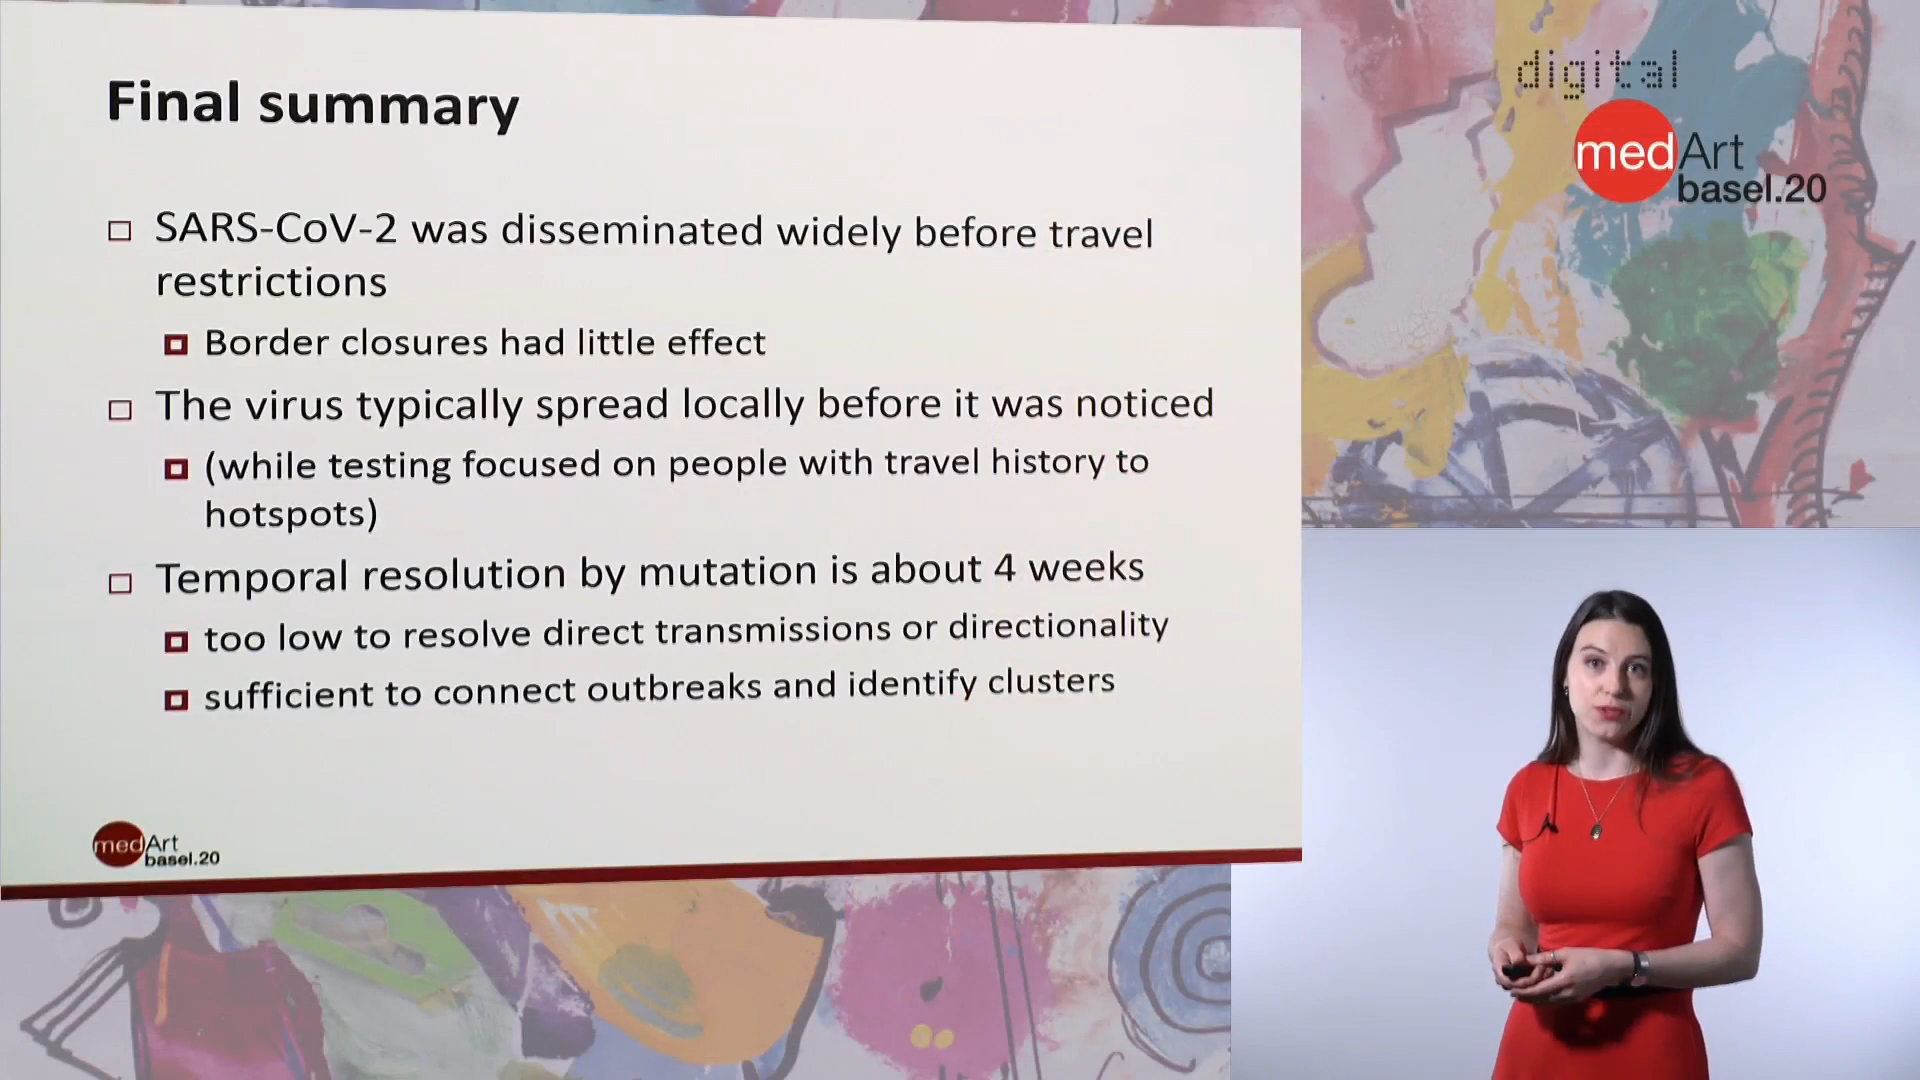 Final summary
SARS-CoV-2 was disseminated widely before travel
restrictions
Border closures had little effect
The virus typically spread locally before it was noticed
(while testing focused on people with travel history to
hotspots)
Temporal resolution by mutation is about 4 weeks
too low to resolve direct transmissions or directionality
sufficient to connect outbreaks and identify clusters
medArt
basel.20
digital
medArt
basel.20